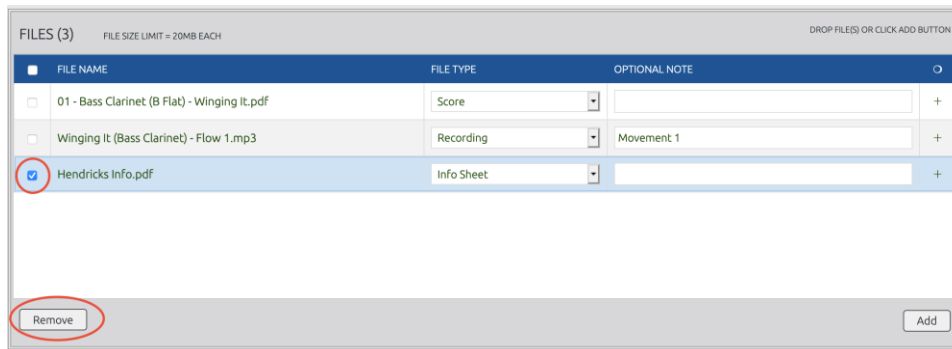 FILES (3) FILE SIZE LIMIT = 20MB EACH DROP FILE(S) OR CLICK ADD BUTTON
FILE NAME FILE TYPE OPTIONAL NOTE
01 - Bass Clarinet (B Flat) - Winging It.pdf Score +
Winging It (Bass Clarinet) - Flow 1.mp3 Recording Movement 1 +
Hendricks Info.pdf Info Sheet +
Remove Add